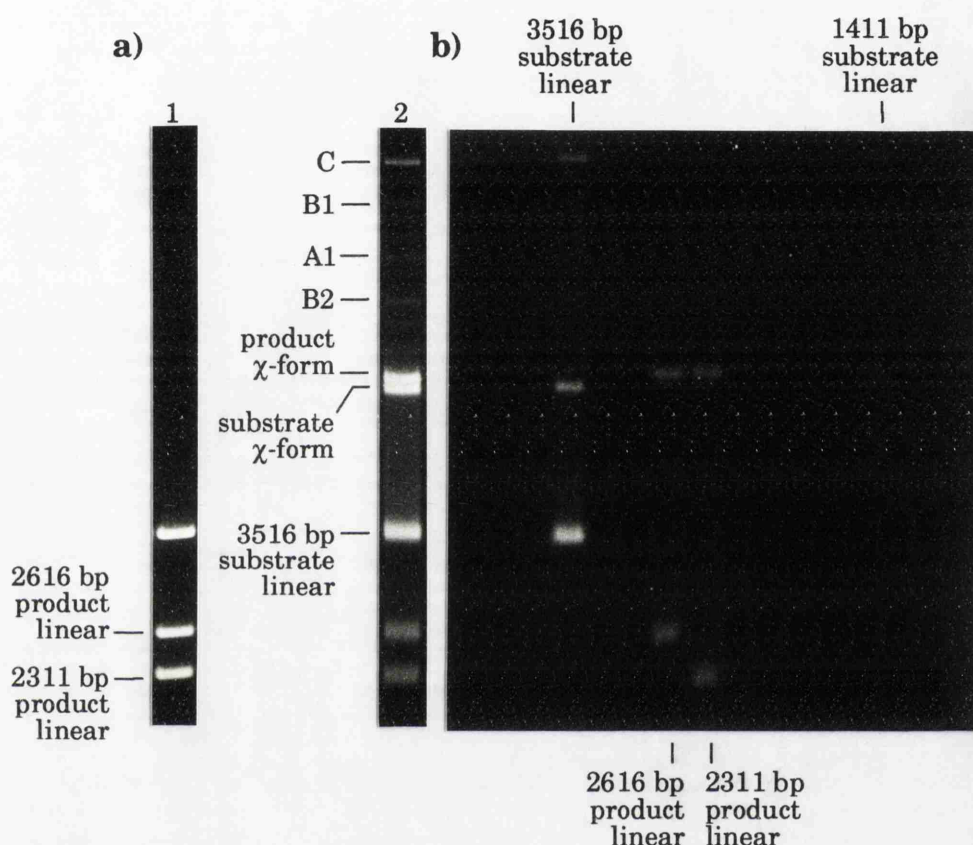 a)
1
2616 bp
product
linear
2311 bp
product
linear
2
C
B1
A1
B2
product
χ-form
substrate
χ-form
3516 bp
substrate
linear
b)
3516 bp
substrate
linear
1411 bp
substrate
linear
2616 bp
product
linear
2311 bp
product
linear